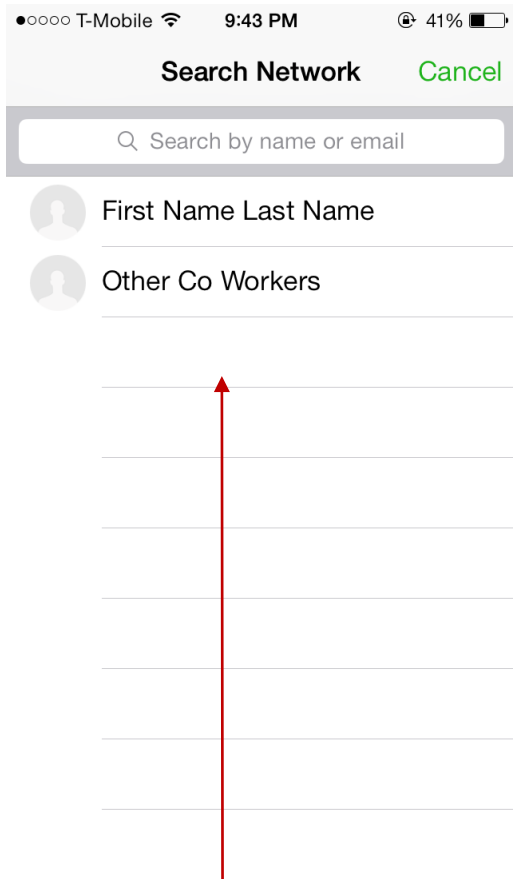 T-Mobile 9:43 PM 41%
Search Network Cancel
Search by name or email
First Name Last Name
Other Co Workers